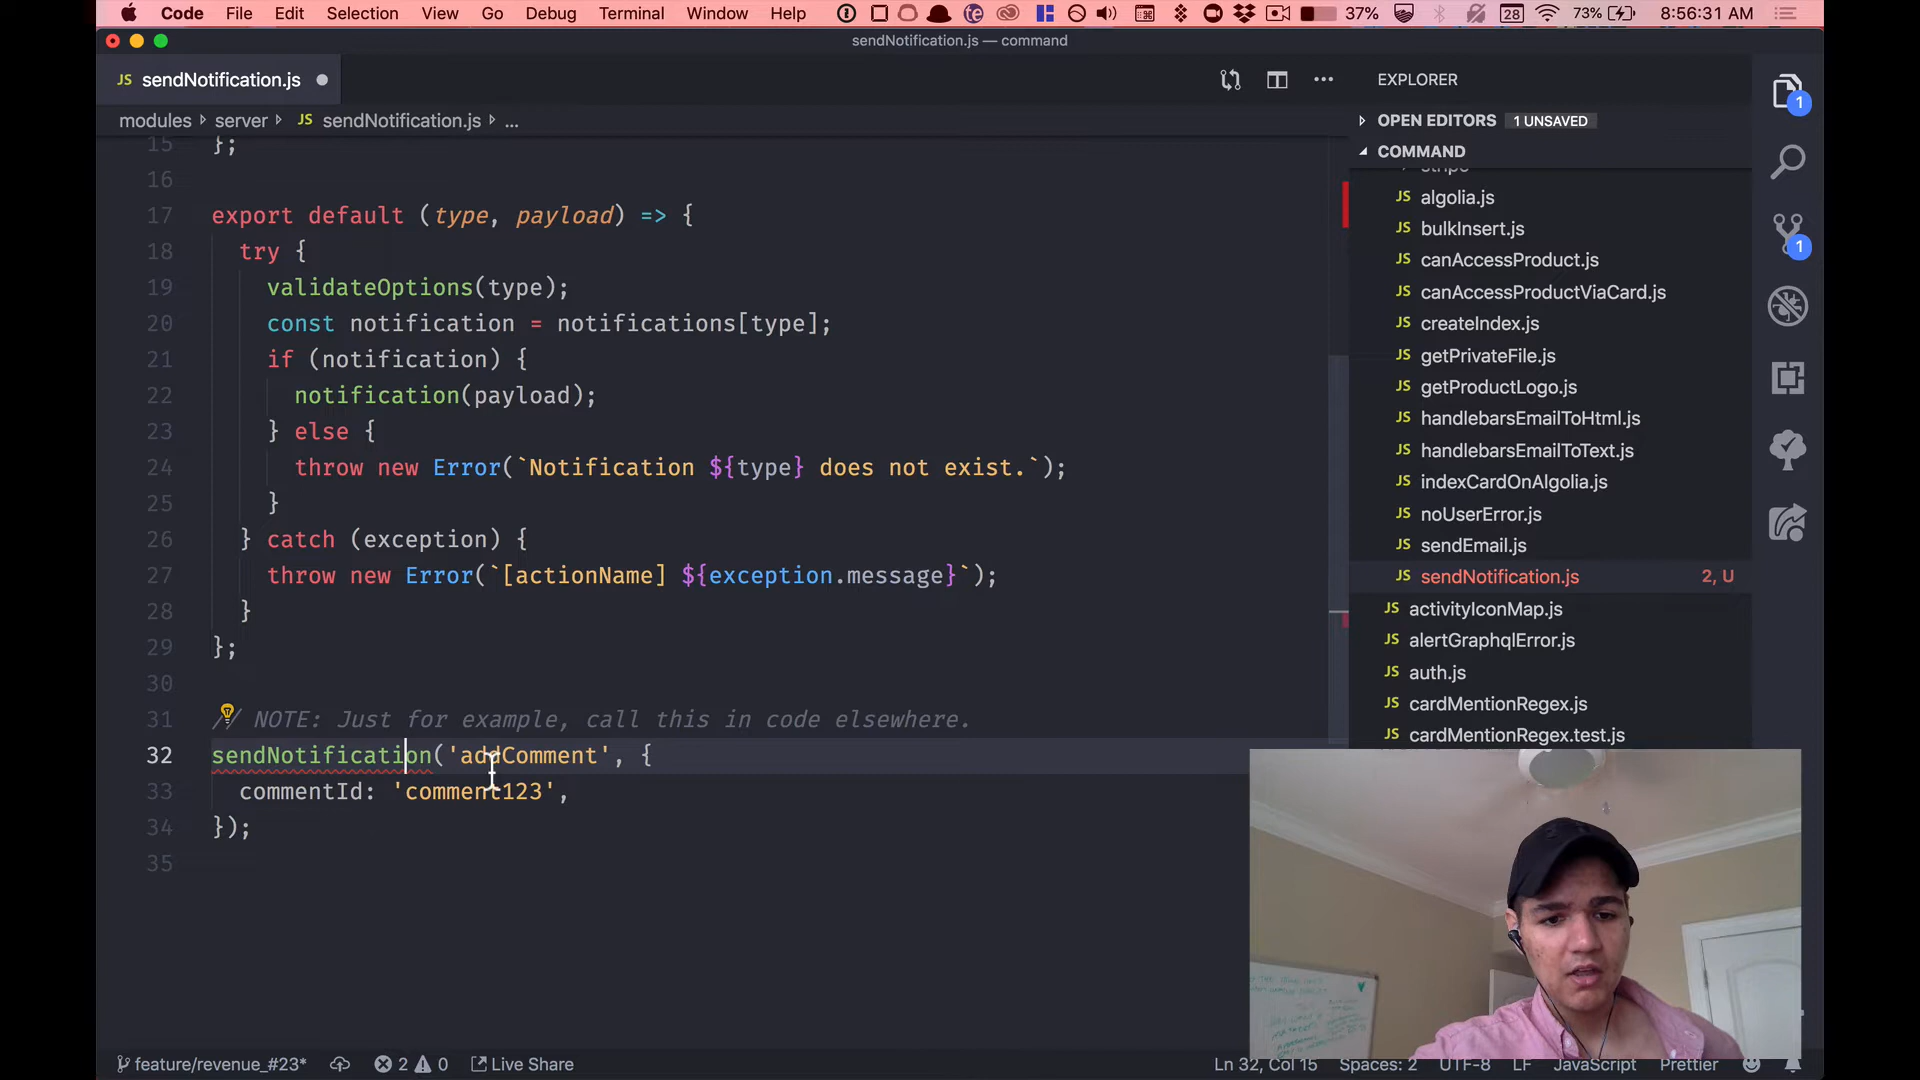 Code File Edit Selection View Go Debug Terminal Window Help 37% 28 73% 8:56:31 AM
sendNotification.js — command
JS sendNotification.js
EXPLORER
modules server JS sendNotification.js ...
OPEN EDITORS 1 UNSAVED
COMMAND
stripe
JS algolia.js
JS bulkInsert.js
JS canAccessProduct.js
JS canAccessProductViaCard.js
JS createIndex.js
JS getPrivateFile.js
JS getProductLogo.js
JS handlebarsEmailToHtml.js
JS handlebarsEmailToText.js
JS indexCardOnAlgolia.js
JS noUserError.js
JS sendEmail.js
JS sendNotification.js 2, U
JS activityIconMap.js
JS alertGraphqlError.js
JS auth.js
JS cardMentionRegex.js
JS cardMentionRegex.test.js
1
1
15 };
16
17 export default (type, payload) => {
18 try {
19 validateOptions(type);
20 const notification = notifications[type];
21 if (notification) {
22 notification(payload);
23 } else {
24 throw new Error(`Notification ${type} does not exist.`);
25 }
26 } catch (exception) {
27 throw new Error(`[actionName] ${exception.message}`);
28 }
29 };
30
31 // NOTE: Just for example, call this in code elsewhere.
32 sendNotification('addComment', {
33 commentId: 'comment123',
34 });
35
feature/revenue_#23* 2 0 Live Share Ln 32, Col 15 Spaces: 2 UTF-8 LF JavaScript Prettier